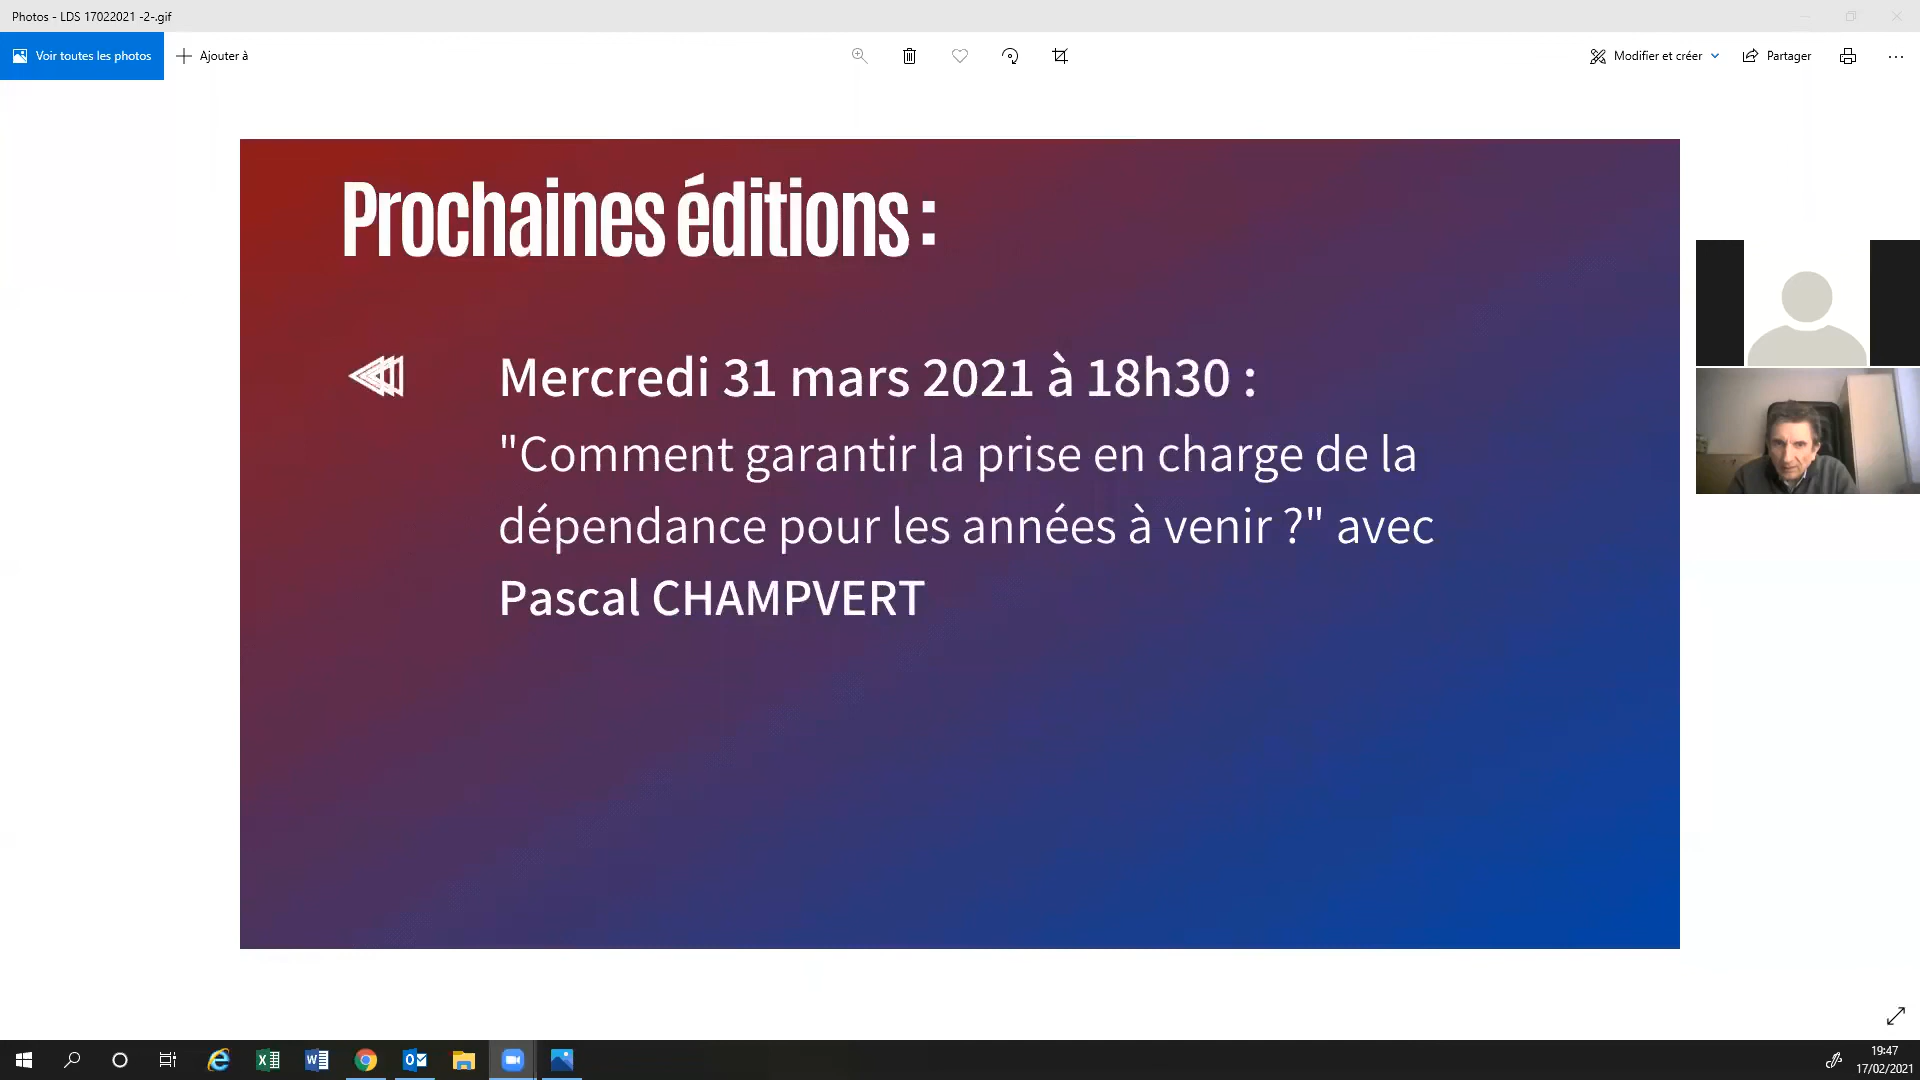 Photos - LDS 17022021 -2-.gif
Voir toutes les photos
Ajouter à
Modifier et créer
Partager
Prochaines éditions :
Mercredi 31 mars 2021 à 18h30 :
"Comment garantir la prise en charge de la
dépendance pour les années à venir ?" avec
Pascal CHAMPVERT
19:47
17/02/2021